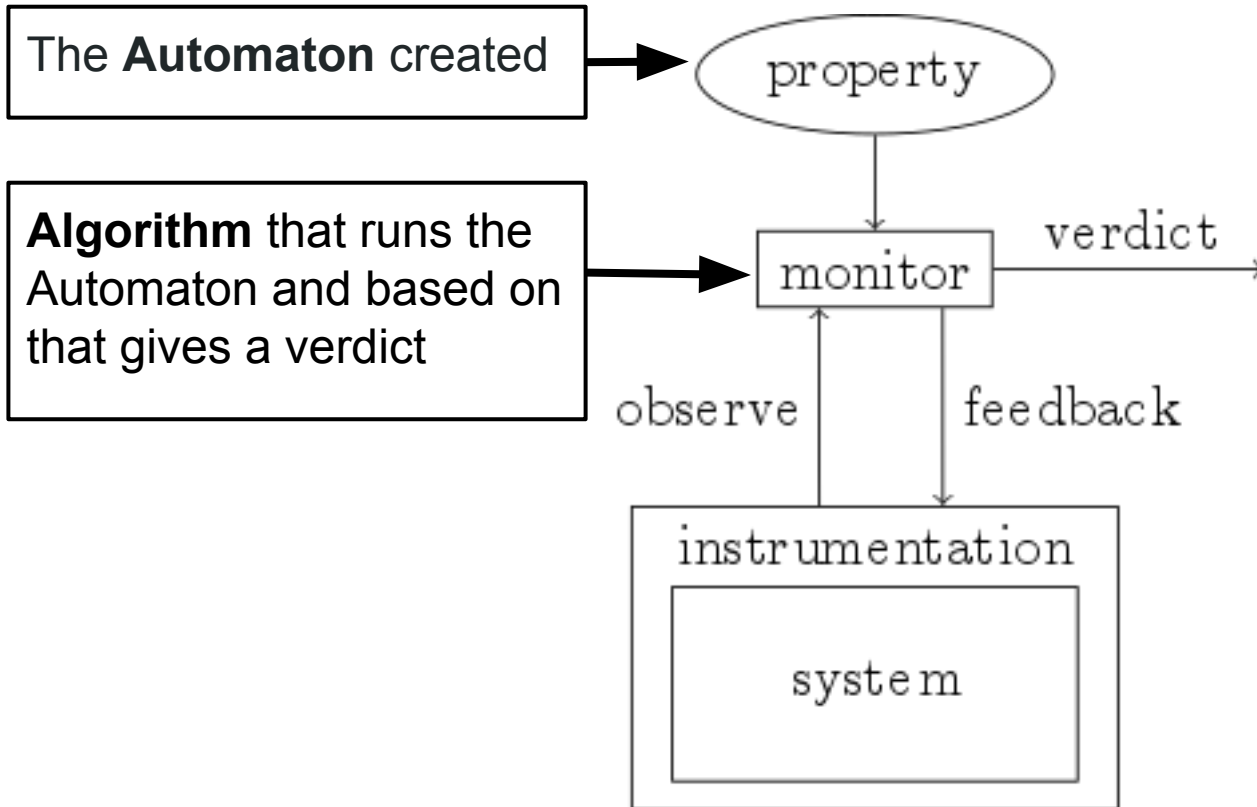 The Automaton created
property
Algorithm that runs the
Automaton and based on
that gives a verdict
monitor
verdict
observe
feedback
instrumentation
system